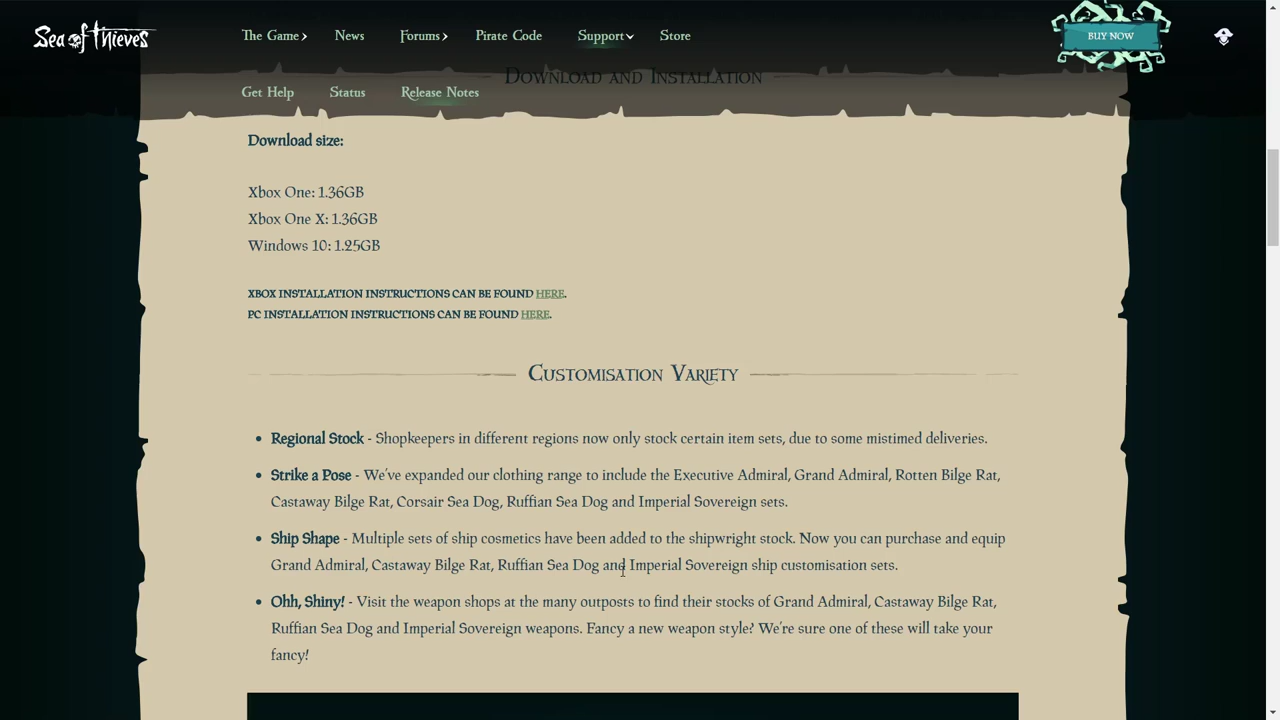 Sea of Thieves
The Game
News
Forums
Pirate Code
Support
Store
BUY NOW
Download and Installation
Get Help
Status
Release Notes
Download size:
Xbox One: 1.36GB
Xbox One X: 1.36GB
Windows 10: 1.25GB
XBOX INSTALLATION INSTRUCTIONS CAN BE FOUND HERE.
PC INSTALLATION INSTRUCTIONS CAN BE FOUND HERE.
Customisation Variety
Regional Stock - Shopkeepers in different regions now only stock certain item sets, due to some mistimed deliveries.
Strike a Pose - We've expanded our clothing range to include the Executive Admiral, Grand Admiral, Rotten Bilge Rat,
Castaway Bilge Rat, Corsair Sea Dog, Ruffian Sea Dog and Imperial Sovereign sets.
Ship Shape - Multiple sets of ship cosmetics have been added to the shipwright stock. Now you can purchase and equip
Grand Admiral, Castaway Bilge Rat, Ruffian Sea Dog and Imperial Sovereign ship customisation sets.
Ohh, Shiny! - Visit the weapon shops at the many outposts to find their stocks of Grand Admiral, Castaway Bilge Rat,
Ruffian Sea Dog and Imperial Sovereign weapons. Fancy a new weapon style? We're sure one of these will take your
fancy!